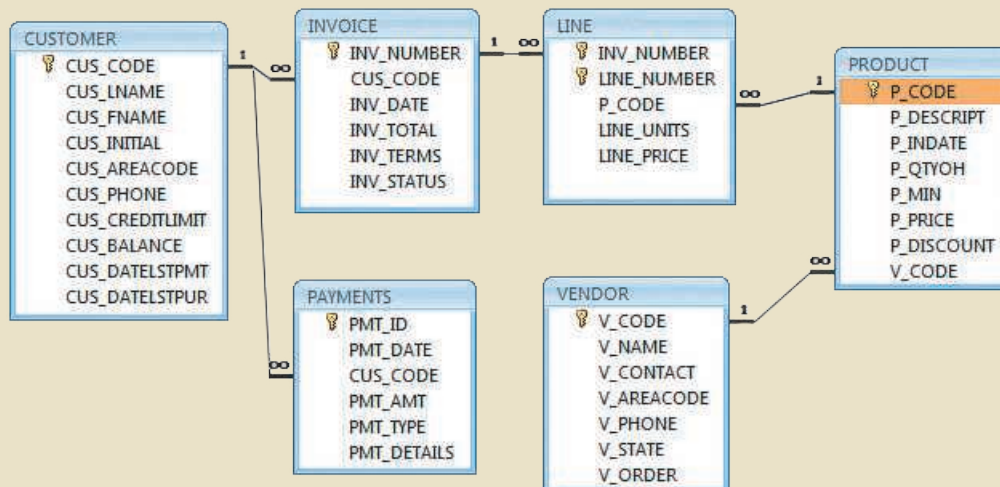 CUSTOMER
CUS_CODE
CUS_LNAME
CUS_FNAME
CUS_INITIAL
CUS_AREACODE
CUS_PHONE
CUS_CREDITLIMIT
CUS_BALANCE
CUS_DATELSTPMT
CUS_DATELSTPUR
1
∞
∞
INVOICE
INV_NUMBER
CUS_CODE
INV_DATE
INV_TOTAL
INV_TERMS
INV_STATUS
1
∞
LINE
INV_NUMBER
LINE_NUMBER
P_CODE
LINE_UNITS
LINE_PRICE
∞
1
PRODUCT
P_CODE
P_DESCRIPT
P_INDATE
P_QTYOH
P_MIN
P_PRICE
P_DISCOUNT
V_CODE
PAYMENTS
PMT_ID
PMT_DATE
CUS_CODE
PMT_AMT
PMT_TYPE
PMT_DETAILS
VENDOR
V_CODE
V_NAME
V_CONTACT
V_AREACODE
V_PHONE
V_STATE
V_ORDER
1
∞